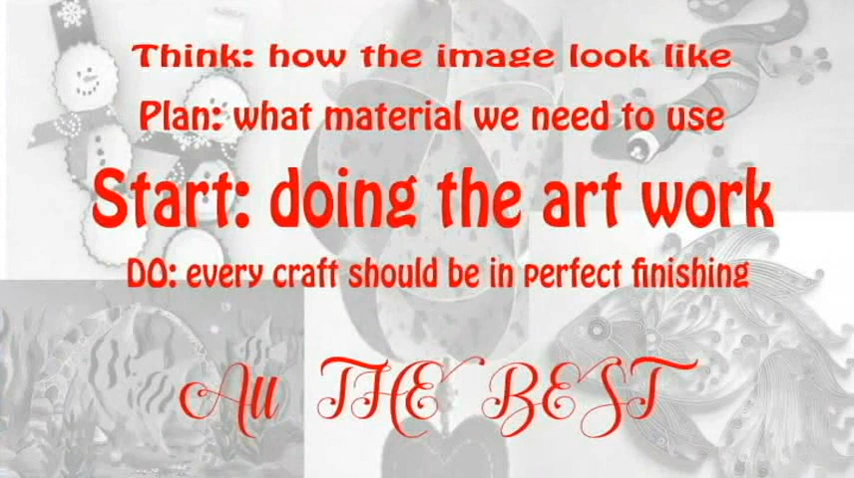 Think: how the image look like
Plan: what material we need to use
Start: doing the art work
DO: every craft should be in perfect finishing
All THE BEST